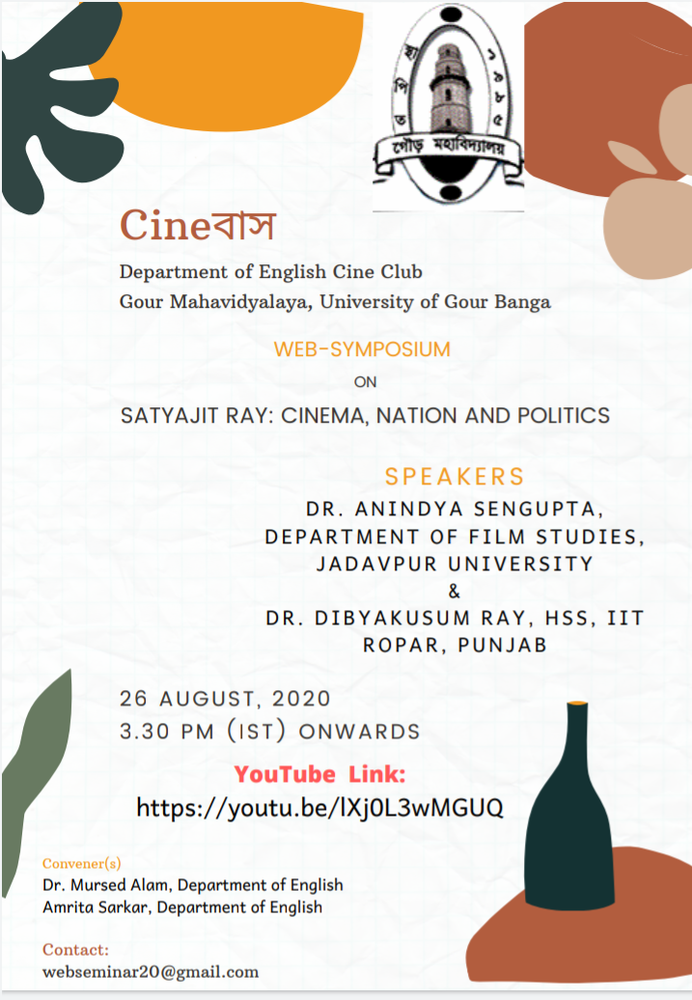 স্থাপিত ১৯৮৫
গৌড় মহাবিদ্যালয়
Cineবাস
Department of English Cine Club
Gour Mahavidyalaya, University of Gour Banga
WEB-SYMPOSIUM
ON
SATYAJIT RAY: CINEMA, NATION AND POLITICS
SPEAKERS
DR. ANINDYA SENGUPTA,
DEPARTMENT OF FILM STUDIES,
JADAVPUR UNIVERSITY
&
DR. DIBYAKUSUM RAY, HSS, IIT
ROPAR, PUNJAB
26 AUGUST, 2020
3.30 PM (IST) ONWARDS
YouTube Link:
https://youtu.be/lXj0L3wMGUQ
Convener(s)
Dr. Mursed Alam, Department of English
Amrita Sarkar, Department of English
Contact:
webseminar20@gmail.com